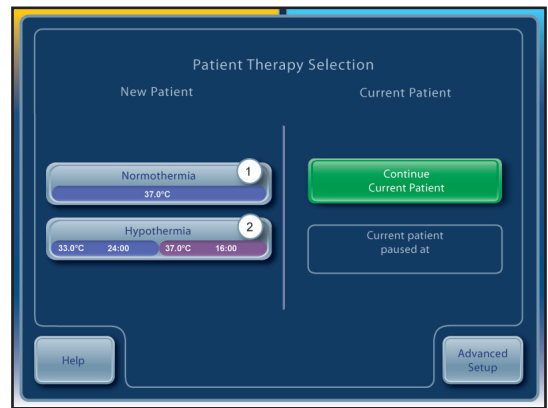 Patient Therapy Selection
New Patient
Current Patient
Normothermia
1
37.0°C
Hypothermia
2
33.0°C 24:00 37.0°C 16:00
Continue
Current Patient
Current patient
paused at
Help
Advanced
Setup